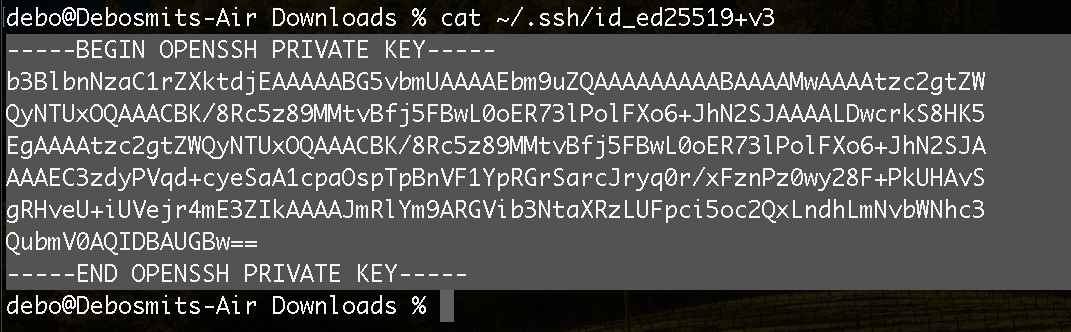 debo@Debosmits-Air Downloads % cat ~/.ssh/id_ed25519+v3
-----BEGIN OPENSSH PRIVATE KEY-----
b3BlbnNzaC1rZXktdjEAAAAABG5vbmUAAAAEbm9uZQAAAAAAAAABAAAAMwAAAAtzc2gtZW
QyNTUxOQAAACBK/8Rc5z89MMtvBfj5FBwL0oER73lPolFXo6+JhN2SJAAAALDwcrkS8HK5
EgAAAAtzc2gtZWQyNTUxOQAAACBK/8Rc5z89MMtvBfj5FBwL0oER73lPolFXo6+JhN2SJA
AAAEC3zdyPVqd+cyeSaA1cpaOspTpBnVF1YpRGrSarcJryq0r/xFznPz0wy28F+PkUHAvS
gRHveU+iUVejr4mE3ZIkAAAAJmRlYm9ARGVib3NtaXRzLUFpci5oc2QxLndhLmNvbWNhc3
QubmV0AQIDBAUGBw==
-----END OPENSSH PRIVATE KEY-----
debo@Debosmits-Air Downloads %